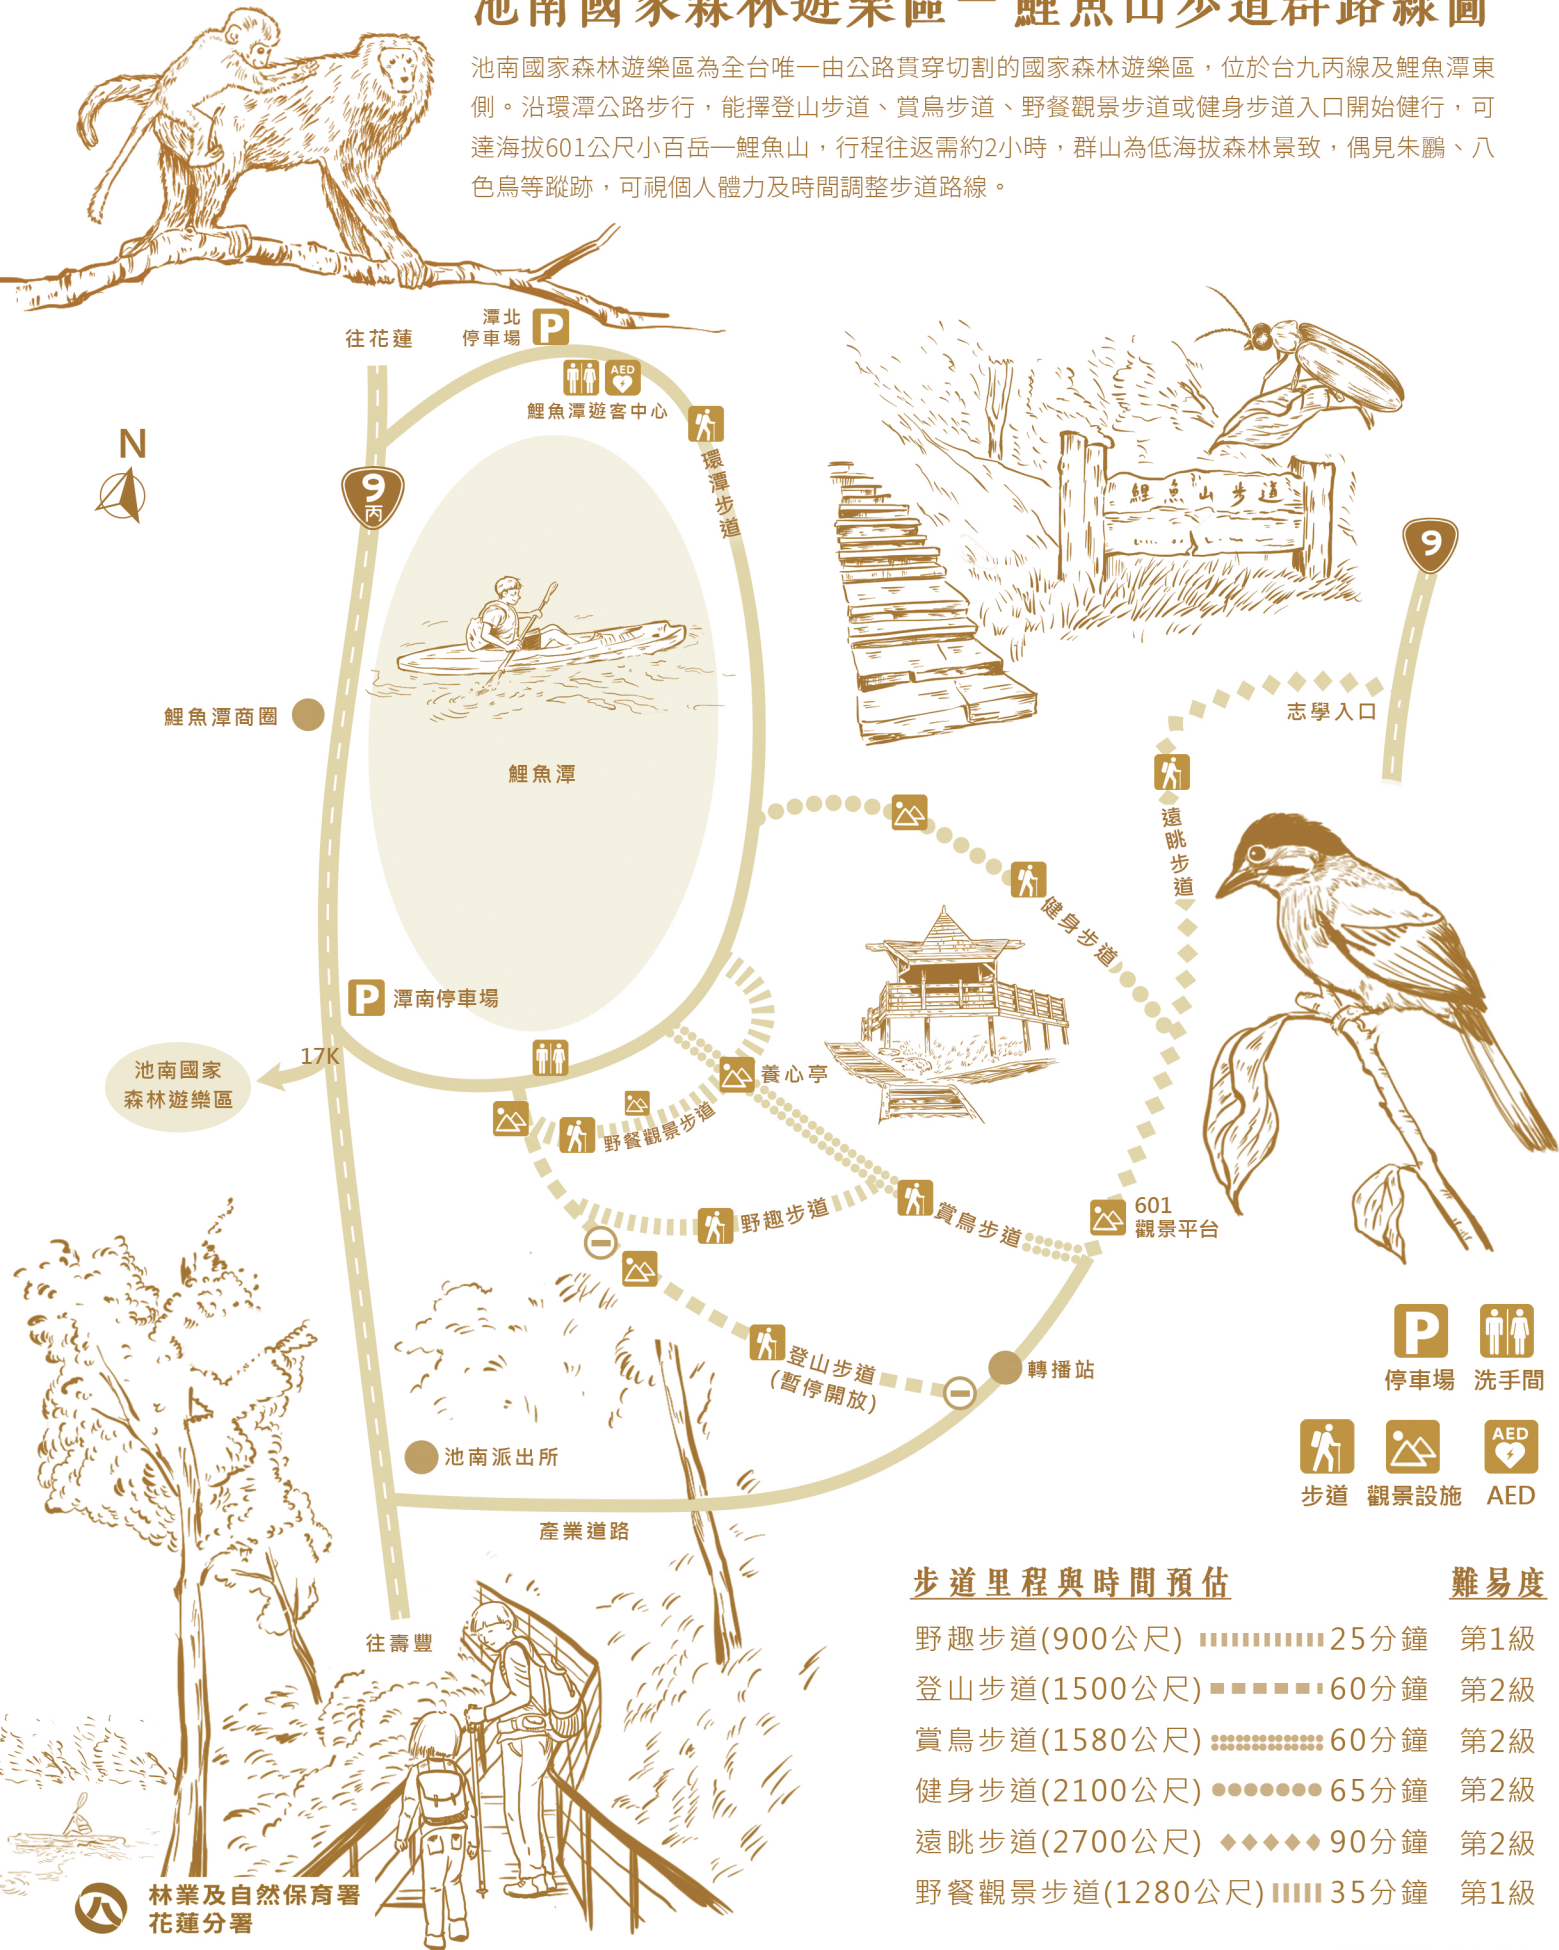 池南國家森林遊樂區－鯉魚山步道群路線圖
池南國家森林遊樂區為全台唯一由公路貫穿切割的國家森林遊樂區，位於台九丙線及鯉魚潭東
側。沿環潭公路步行，能擇登山步道、賞鳥步道、野餐觀景步道或健身步道入口開始健行，可
達海拔601公尺小百岳—鯉魚山，行程往返需約2小時，群山為低海拔森林景致，偶見朱鸝、八
色鳥等蹤跡，可視個人體力及時間調整步道路線。
往花蓮
潭北
停車場
P
AED
鯉魚潭遊客中心
環潭步道
N
9
丙
鯉魚山步道
9
鯉魚潭商圈
鯉魚潭
志學入口
遠眺步道
健身步道
P
潭南停車場
17K
池南國家
森林遊樂區
養心亭
野餐觀景步道
野趣步道
賞鳥步道
601
觀景平台
登山步道
(暫停開放)
轉播站
池南派出所
產業道路
往壽豐
P
停車場
洗手間
AED
步道
觀景設施
AED
步道里程與時間預估 難易度
野趣步道(900公尺) 25分鐘 第1級
登山步道(1500公尺) 60分鐘 第2級
賞鳥步道(1580公尺) 60分鐘 第2級
健身步道(2100公尺) 65分鐘 第2級
遠眺步道(2700公尺) 90分鐘 第2級
野餐觀景步道(1280公尺) 35分鐘 第1級
林業及自然保育署
花蓮分署